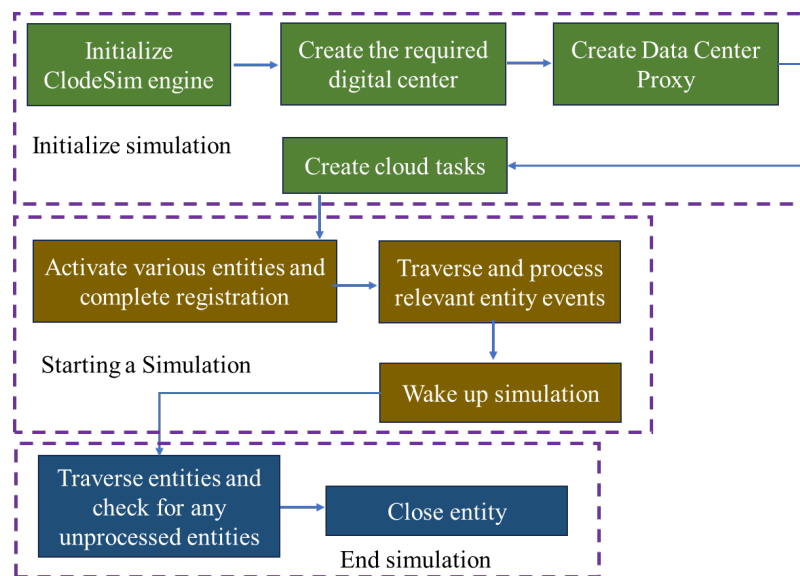 Initialize
ClodeSim engine
Create the required
digital center
Create Data Center
Proxy
Initialize simulation
Create cloud tasks
Activate various entities and
complete registration
Traverse and process
relevant entity events
Starting a Simulation
Wake up simulation
Traverse entities and
check for any
unprocessed entities
Close entity
End simulation